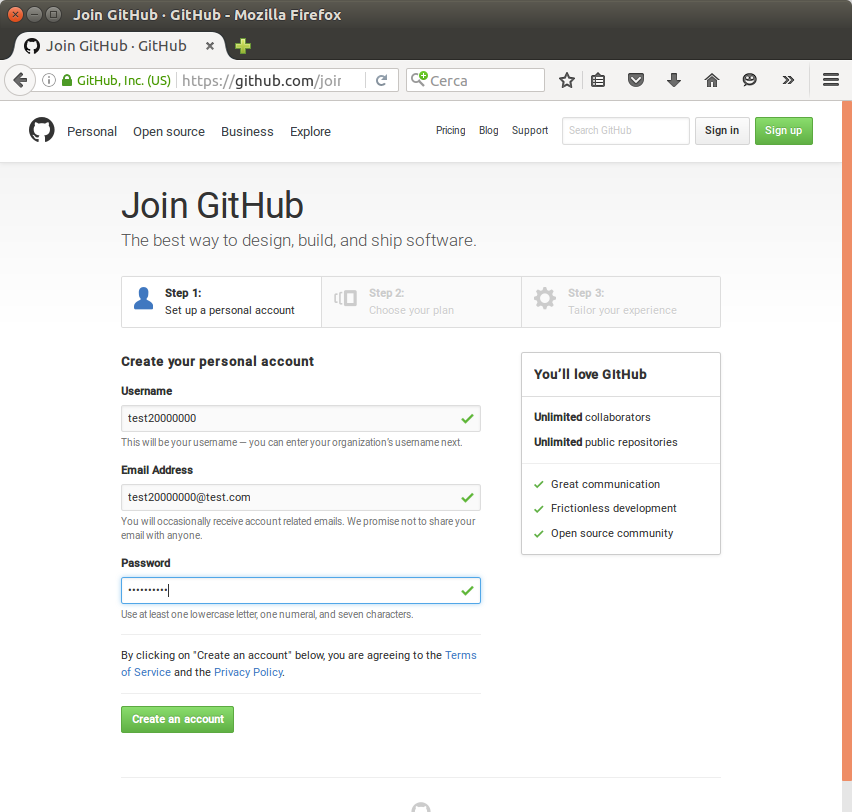 Join GitHub · GitHub - Mozilla Firefox
Join GitHub · GitHub
GitHub, Inc. (US) https://github.com/join Cerca
Personal Open source Business Explore Pricing Blog Support Search GitHub Sign in Sign up
Join GitHub
The best way to design, build, and ship software.
Step 1:
Set up a personal account
Step 2:
Choose your plan
Step 3:
Tailor your experience
Create your personal account
Username
test20000000
This will be your username — you can enter your organization's username next.
Email Address
test20000000@test.com
You will occasionally receive account related emails. We promise not to share your
email with anyone.
Password
••••••••••
Use at least one lowercase letter, one numeral, and seven characters.
By clicking on "Create an account" below, you are agreeing to the Terms
of Service and the Privacy Policy.
Create an account
You'll love GitHub
Unlimited collaborators
Unlimited public repositories
Great communication
Frictionless development
Open source community